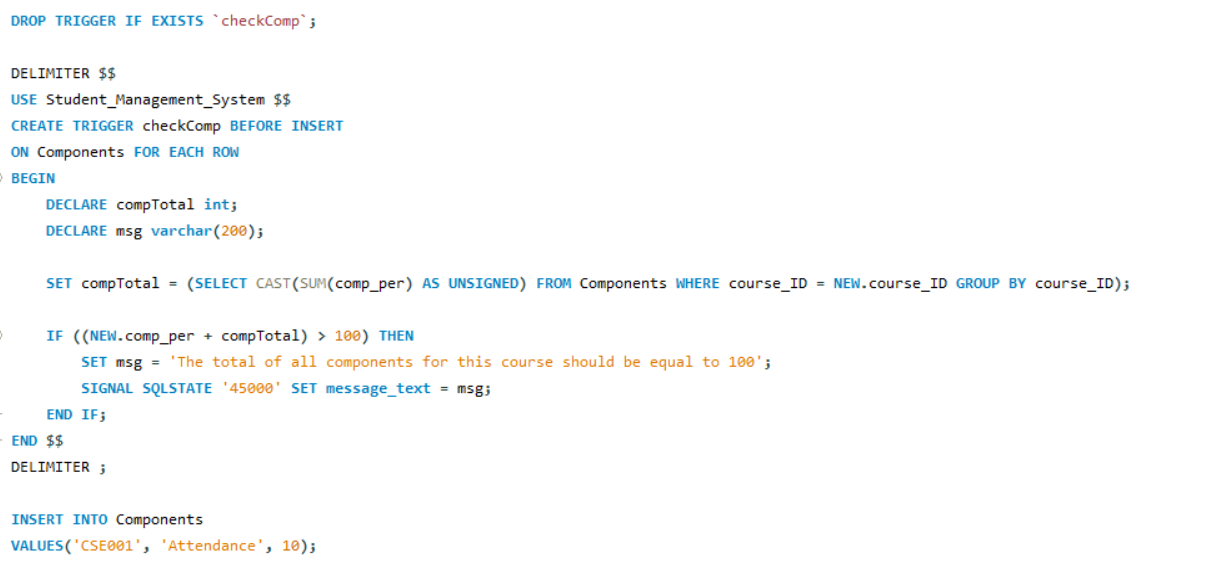 DROP TRIGGER IF EXISTS `checkComp`;
DELIMITER $$
USE Student_Management_System $$
CREATE TRIGGER checkComp BEFORE INSERT
ON Components FOR EACH ROW
BEGIN
    DECLARE compTotal int;
    DECLARE msg varchar(200);
    SET compTotal = (SELECT CAST(SUM(comp_per) AS UNSIGNED) FROM Components WHERE course_ID = NEW.course_ID GROUP BY course_ID);
    IF ((NEW.comp_per + compTotal) > 100) THEN
        SET msg = 'The total of all components for this course should be equal to 100';
        SIGNAL SQLSTATE '45000' SET message_text = msg;
    END IF;
END $$
DELIMITER ;
INSERT INTO Components
VALUES('CSE001', 'Attendance', 10);